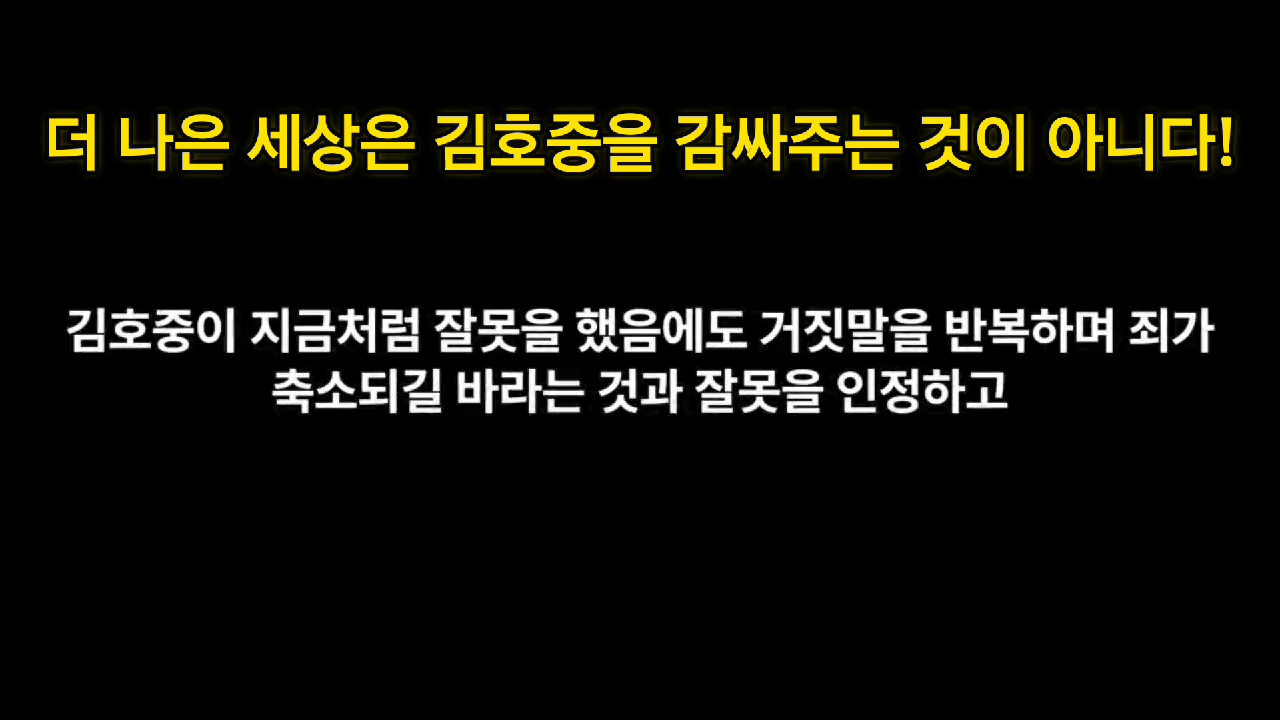 더 나은 세상은 김호중을 감싸주는 것이 아니다!
김호중이 지금처럼 잘못을 했음에도 거짓말을 반복하며 죄가
축소되길 바라는 것과 잘못을 인정하고